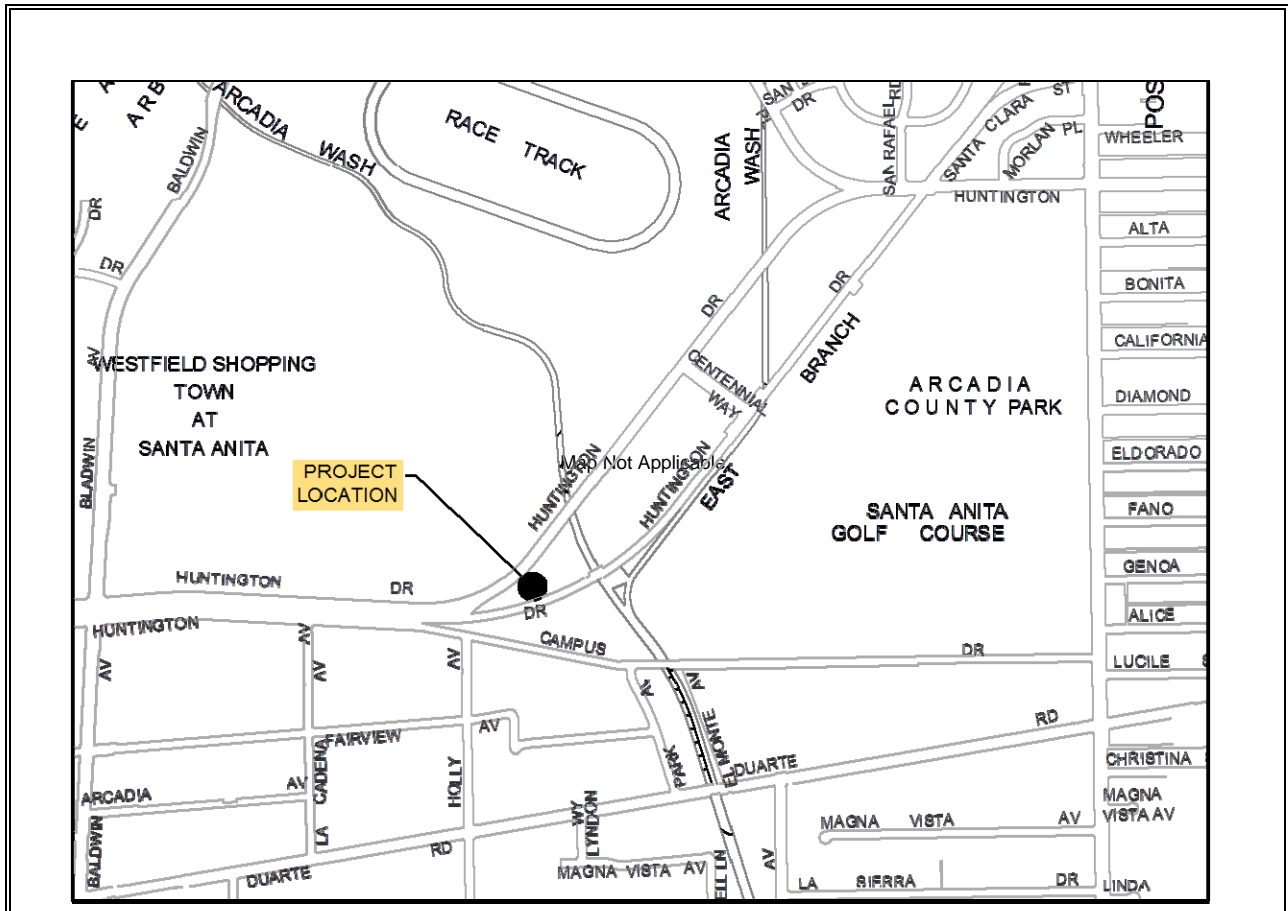 ARB
ARCADIA
WASH
RACE
TRACK
BALDWIN
DR
DR
AV
WESTFIELD SHOPPING
TOWN
AT
SANTA ANITA
BLADWIN
PROJECT
LOCATION
ARCADIA
WASH
DR
SAN RAFAEL RD
SANTA CLARA ST
MORLAN PL
POS
WHEELER
HUNTINGTON
ALTA
BONITA
CALIFORNIA
DIAMOND
ELDORADO
FANO
GENOA
ALICE
LUCILE
DR
DR
CENTENNIAL
WAY
BRANCH
EAST
HUNTINGTON
HUNTINGTON
Map Not Applicable
ARCADIA
COUNTY PARK
SANTA ANITA
GOLF COURSE
HUNTINGTON DR
DR
HUNTINGTON
CAMPUS DR
AV
AV
AV
AV
AV
AV
FAIRVIEW AV
LA CADENA
HOLLY
PARK
EL MONTE
DUARTE RD
ARCADIA AV
BALDWIN
DUARTE RD
WY
LYNDON
MAGNA VISTA AV
AV
MAGNA VISTA AV
LA SIERRA DR
CHRISTINA
MAGNA
VISTA AV
LINDA